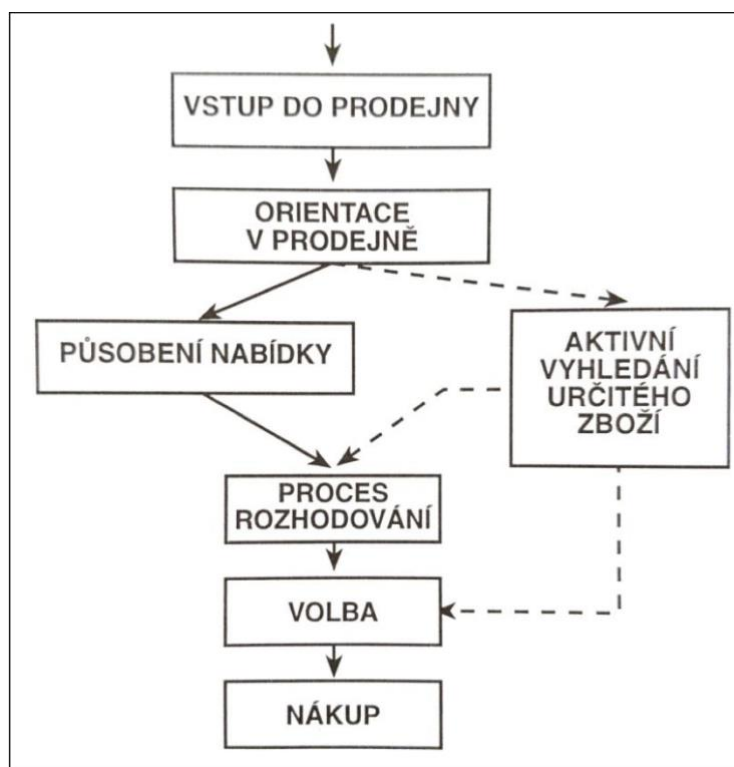 VSTUP DO PRODEJNY
ORIENTACE
V PRODEJNĚ
PŮSOBENÍ NABÍDKY
AKTIVNÍ
VYHLEDÁNÍ
URČITÉHO
ZBOŽÍ
PROCES
ROZHODOVÁNÍ
VOLBA
NÁKUP